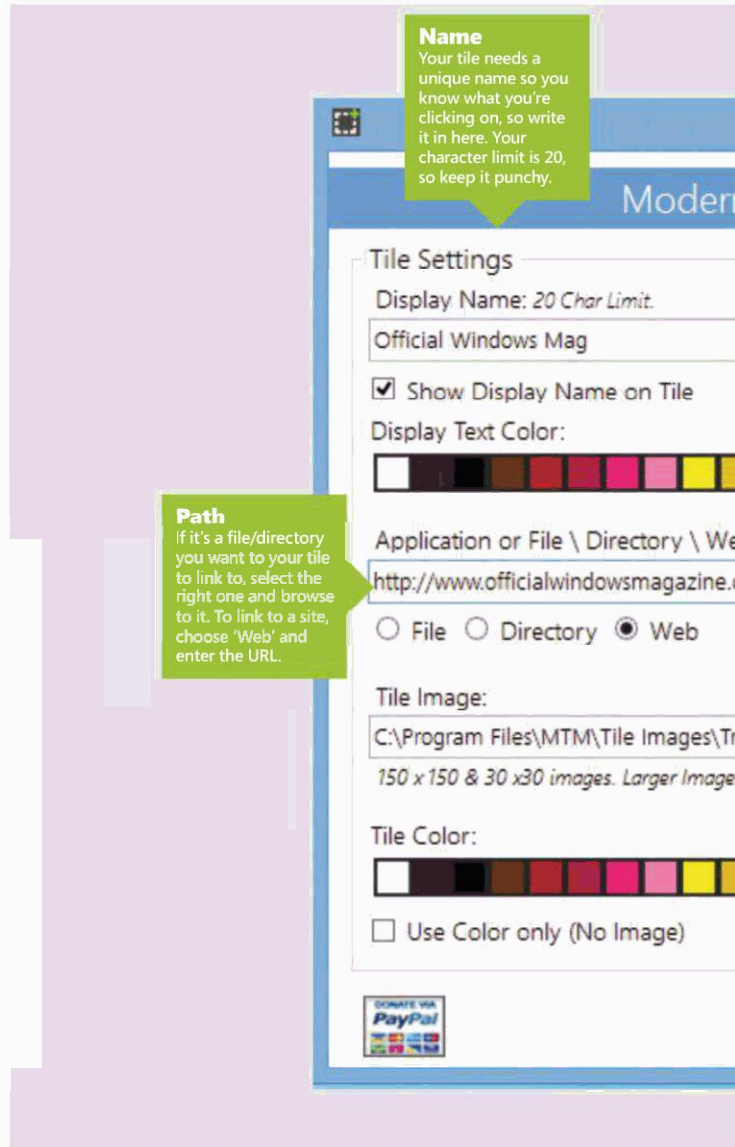 Name
Your tile needs a
unique name so you
know what you're
clicking on, so write
it in here. Your
character limit is 20,
so keep it punchy.
Modern
Tile Settings
Display Name: 20 Char Limit.
Official Windows Mag
Show Display Name on Tile
Display Text Color:
Path
If it's a file/directory
you want to your tile
to link to, select the
right one and browse
to it. To link to a site,
choose 'Web' and
enter the URL.
Application or File \ Directory \ We
http://www.officialwindowsmagazine.c
File Directory Web
Tile Image:
C:\Program Files\MTM\Tile Images\Tr
150 x 150 & 30 x30 images. Larger Image
Tile Color:
Use Color only (No Image)
DONATE VIA
PayPal